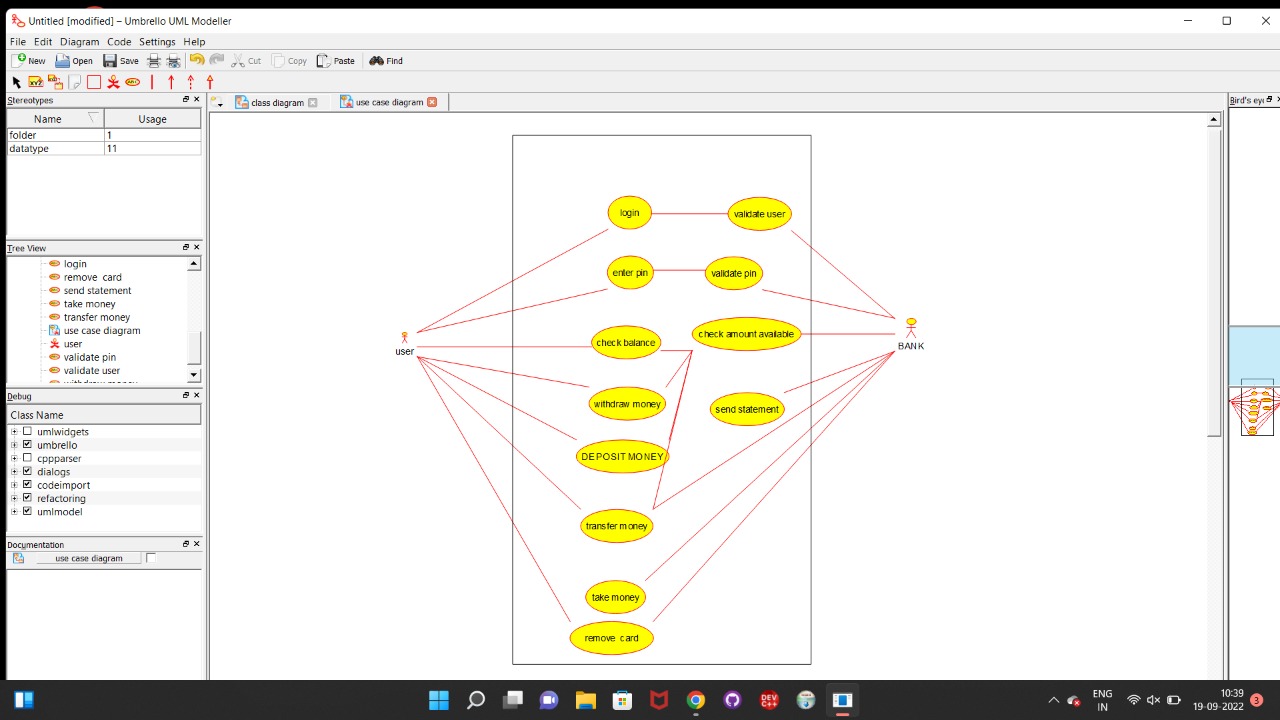 Untitled [modified] – Umbrello UML Modeller
File Edit Diagram Code Settings Help
New Open Save Cut Copy Paste Find
Stereotypes
Name Usage
folder 1
datatype 11
Tree View
login
remove card
send statement
take money
transfer money
use case diagram
user
validate pin
validate user
withdraw money
Debug
Class Name
umlwidgets
umbrello
cppparser
dialogs
codeimport
refactoring
umlmodel
Documentation
use case diagram
class diagram use case diagram
login validate user
enter pin validate pin
check balance check amount available
user BANK
withdraw money send statement
DEPOSIT MONEY
transfer money
take money
remove card
Bird's ey
DEV
C++
ENG
IN
10:39
19-09-2022
3